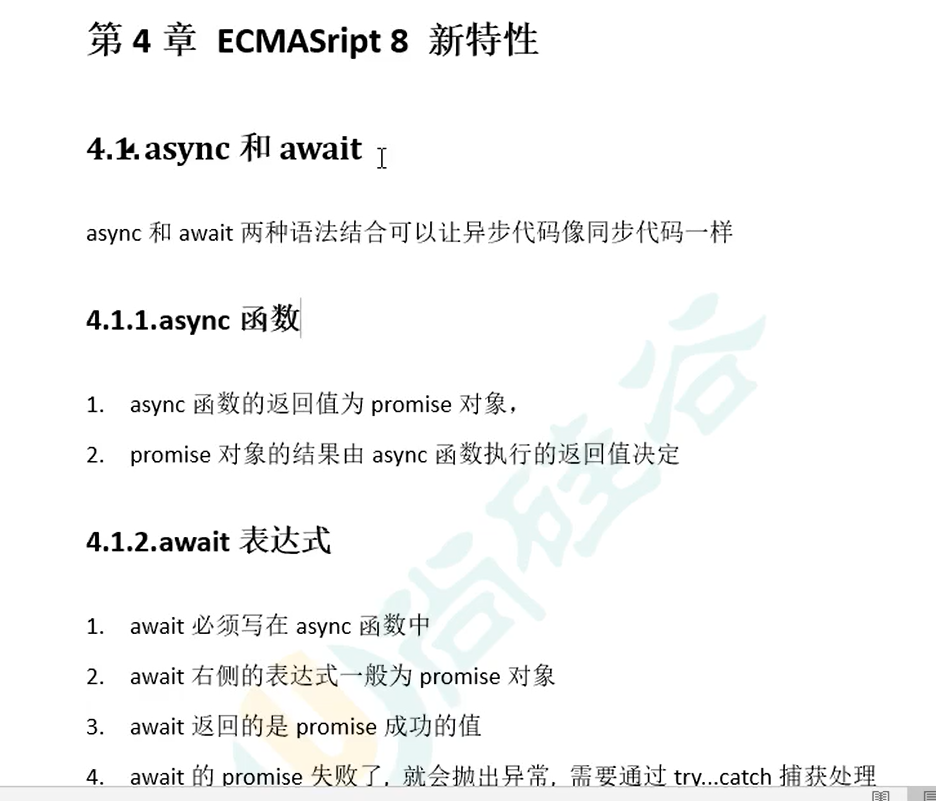 第 4 章 ECMASript 8 新特性
4.1.async 和 await
async 和 await 两种语法结合可以让异步代码像同步代码一样
4.1.1.async 函数
1. async 函数的返回值为 promise 对象，
2. promise 对象的结果由 async 函数执行的返回值决定
4.1.2.await 表达式
1. await 必须写在 async 函数中
2. await 右侧的表达式一般为 promise 对象
3. await 返回的是 promise 成功的值
4. await 的 promise 失败了, 就会抛出异常, 需要通过 try...catch 捕获处理
尚硅谷